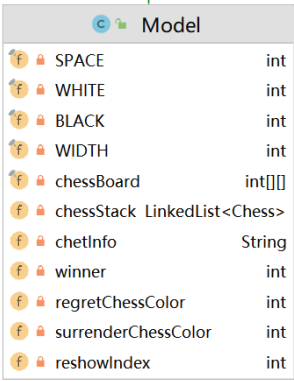 C Model
f SPACE int
f WHITE int
f BLACK int
f WIDTH int
f chessBoard int[][]
f chessStack LinkedList<Chess>
f chetInfo String
f winner int
f regretChessColor int
f surrenderChessColor int
f reshowIndex int